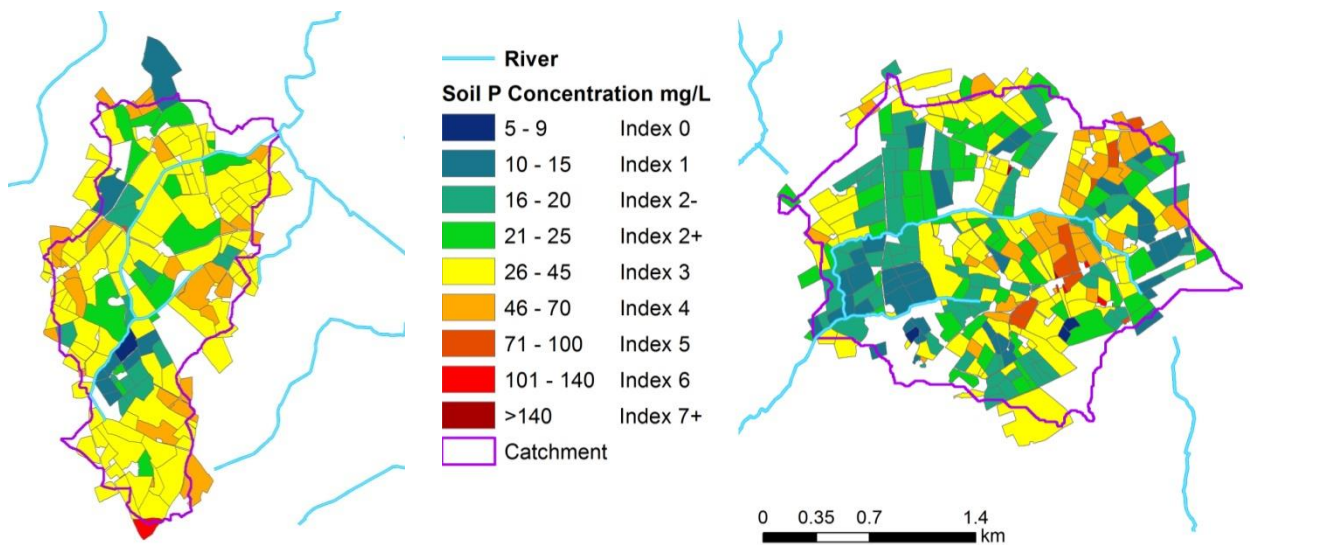 River
Soil P Concentration mg/L
5 - 9 Index 0
10 - 15 Index 1
16 - 20 Index 2-
21 - 25 Index 2+
26 - 45 Index 3
46 - 70 Index 4
71 - 100 Index 5
101 - 140 Index 6
>140 Index 7+
Catchment
0 0.35 0.7 1.4
km